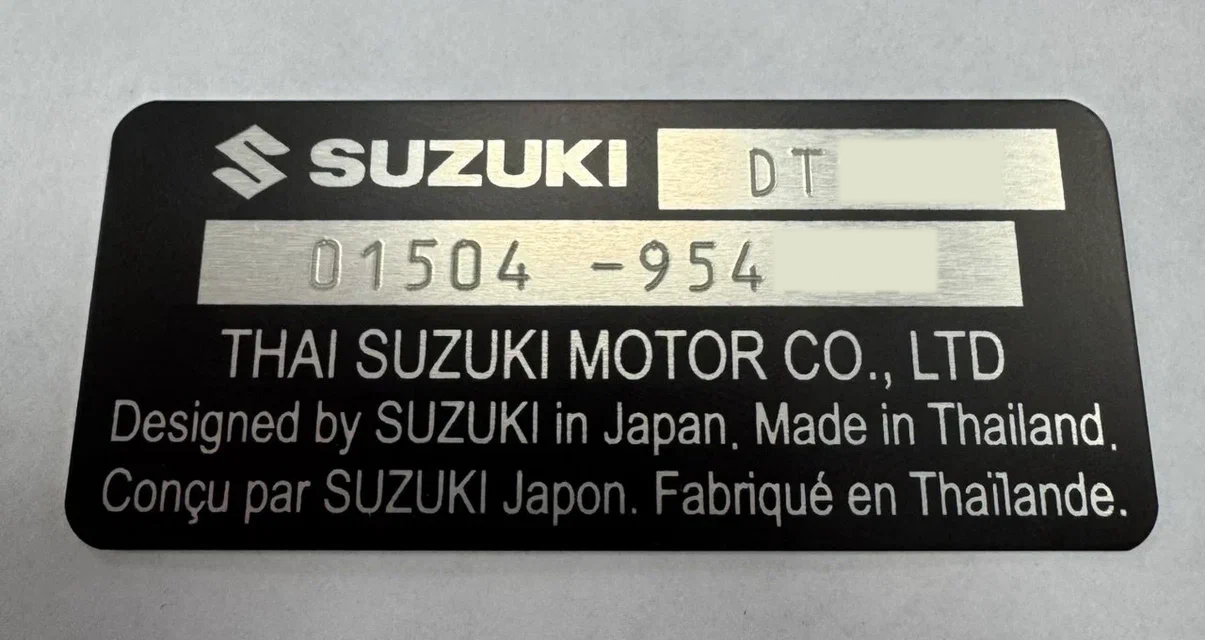 SUZUKI DT
01504 -954
THAI SUZUKI MOTOR CO., LTD
Designed by SUZUKI in Japan. Made in Thailand.
Conçu par SUZUKI Japon. Fabriqué en Thaïlande.